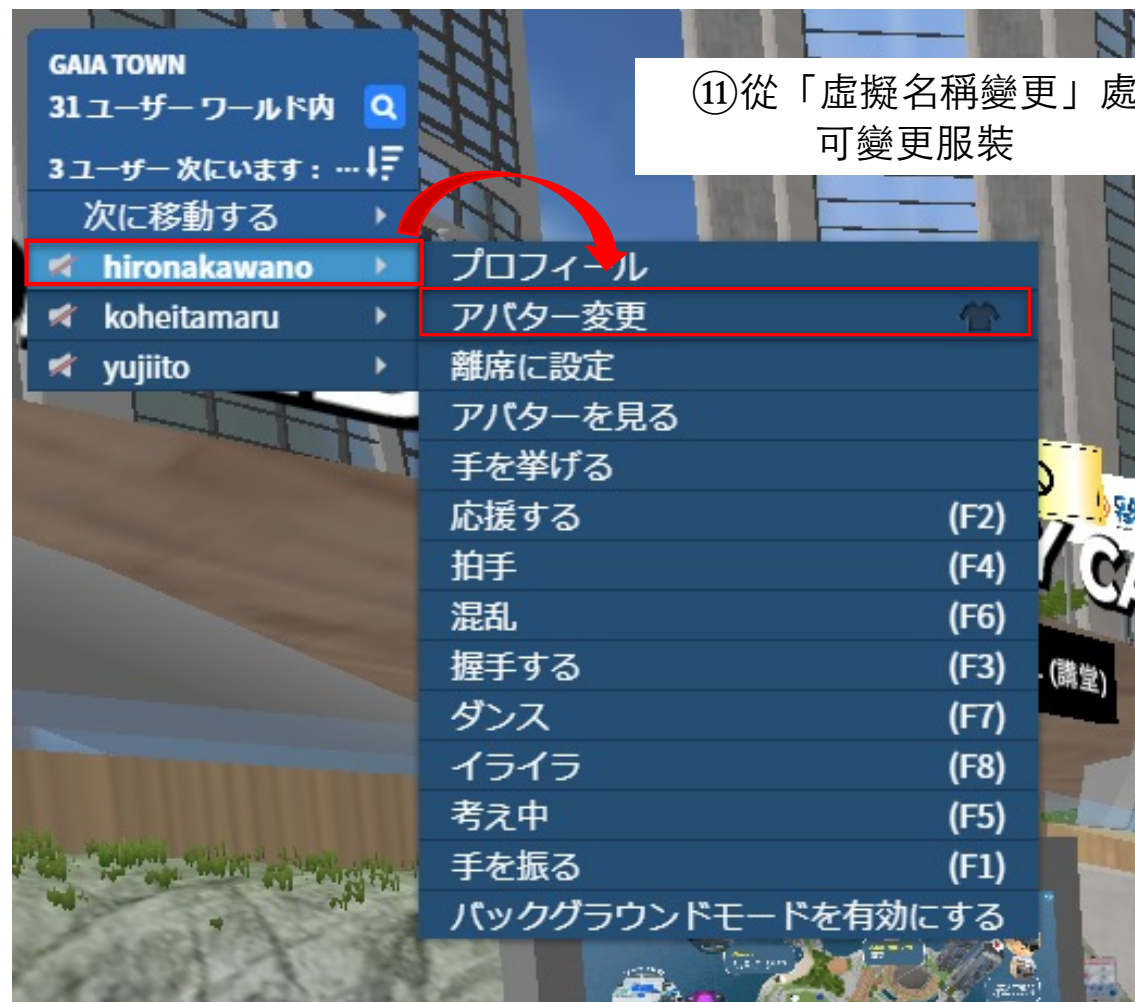 GAIA TOWN
31 ユーザー ワールド内
3 ユーザー 次にいます： …
次に移動する
hironakawano
koheitamaru
yujiito
⑪從「虛擬名稱變更」處
可變更服裝
プロフィール
アバター変更
離席に設定
アバターを見る
手を挙げる
応援する (F2)
拍手 (F4)
混乱 (F6)
握手する (F3)
ダンス (F7)
イライラ (F8)
考え中 (F5)
手を振る (F1)
バックグラウンドモードを有効にする
(講堂)